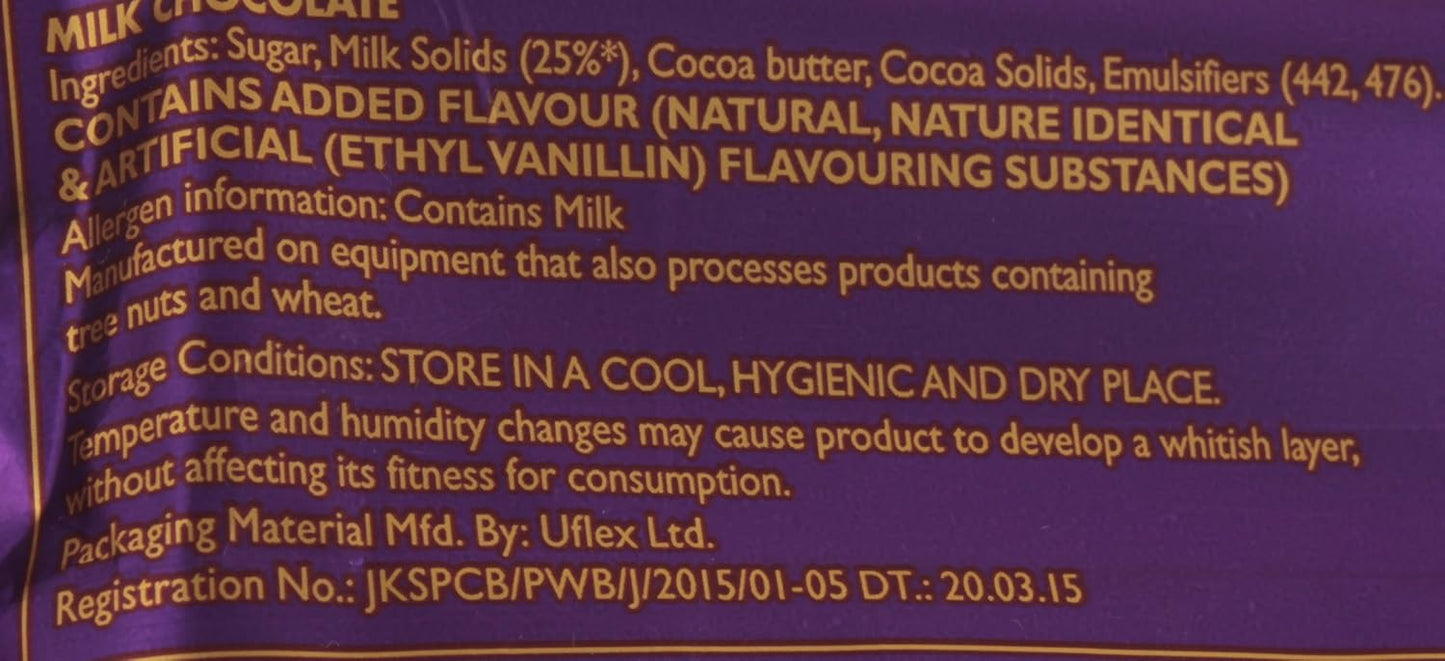 MILK CHOCOLATE
Ingredients: Sugar, Milk Solids (25%*), Cocoa butter, Cocoa Solids, Emulsifiers (442, 476).
CONTAINS ADDED FLAVOUR (NATURAL, NATURE IDENTICAL
& ARTIFICIAL (ETHYL VANILLIN) FLAVOURING SUBSTANCES)
Allergen information: Contains Milk
Manufactured on equipment that also processes products containing
tree nuts and wheat.
Storage Conditions: STORE IN A COOL, HYGIENIC AND DRY PLACE.
Temperature and humidity changes may cause product to develop a whitish layer,
without affecting its fitness for consumption.
Packaging Material Mfd. By: Uflex Ltd.
Registration No.: JKSPCB/PWB/J/2015/01-05 DT.: 20.03.15